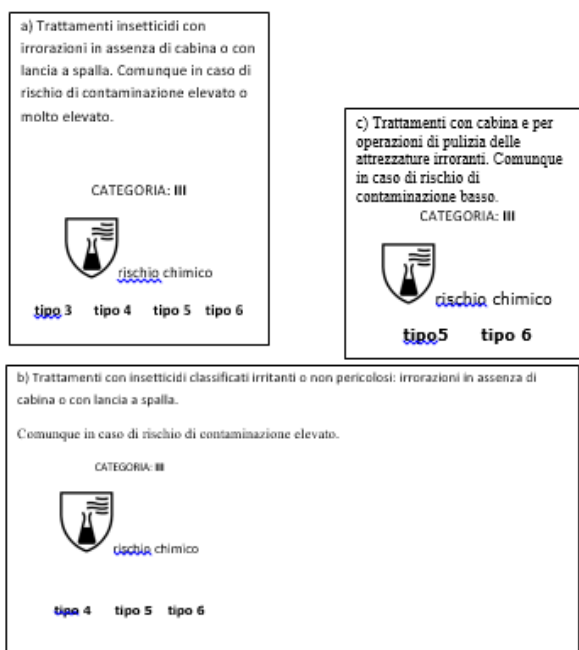 a) Trattamenti insetticidi con
irrorazioni in assenza di cabina o con
lancia a spalla. Comunque in caso di
rischio di contaminazione elevato o
molto elevato.
CATEGORIA: III
rischio chimico
tipo 3 tipo 4 tipo 5 tipo 6
c) Trattamenti con cabina e per
operazioni di pulizia delle
attrezzature irroranti. Comunque
in caso di rischio di
contaminazione basso.
CATEGORIA: III
rischio chimico
tipo5 tipo 6
b) Trattamenti con insetticidi classificati irritanti o non pericolosi: irrorazioni in assenza di
cabina o con lancia a spalla.
Comunque in caso di rischio di contaminazione elevato.
CATEGORIA: III
rischio chimico
tipo 4 tipo 5 tipo 6